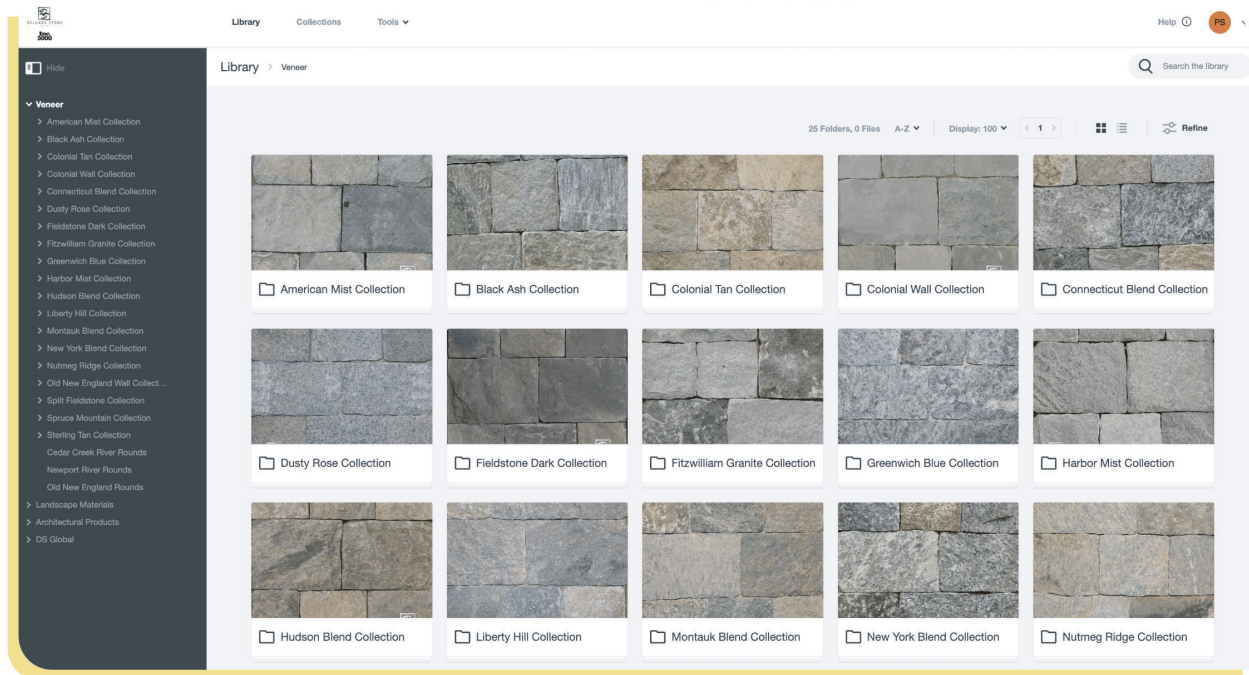 DELGADO STONE
Inc.
5000
Library
Collections
Tools
Help
PS
Hide
Library > Veneer
Search the library
Veneer
American Mist Collection
Black Ash Collection
Colonial Tan Collection
Colonial Wall Collection
Connecticut Blend Collection
Dusty Rose Collection
Fieldstone Dark Collection
Fitzwilliam Granite Collection
Greenwich Blue Collection
Harbor Mist Collection
Hudson Blend Collection
Liberty Hill Collection
Montauk Blend Collection
New York Blend Collection
Nutmeg Ridge Collection
Old New England Wall Collect...
Split Fieldstone Collection
Spruce Mountain Collection
Sterling Tan Collection
Cedar Creek River Rounds
Newport River Rounds
Old New England Rounds
Landscape Materials
Architectural Products
DS Global
25 Folders, 0 Files
A-Z
Display: 100
< 1 >
Refine
American Mist Collection
Black Ash Collection
Colonial Tan Collection
Colonial Wall Collection
Connecticut Blend Collection
Dusty Rose Collection
Fieldstone Dark Collection
Fitzwilliam Granite Collection
Greenwich Blue Collection
Harbor Mist Collection
Hudson Blend Collection
Liberty Hill Collection
Montauk Blend Collection
New York Blend Collection
Nutmeg Ridge Collection